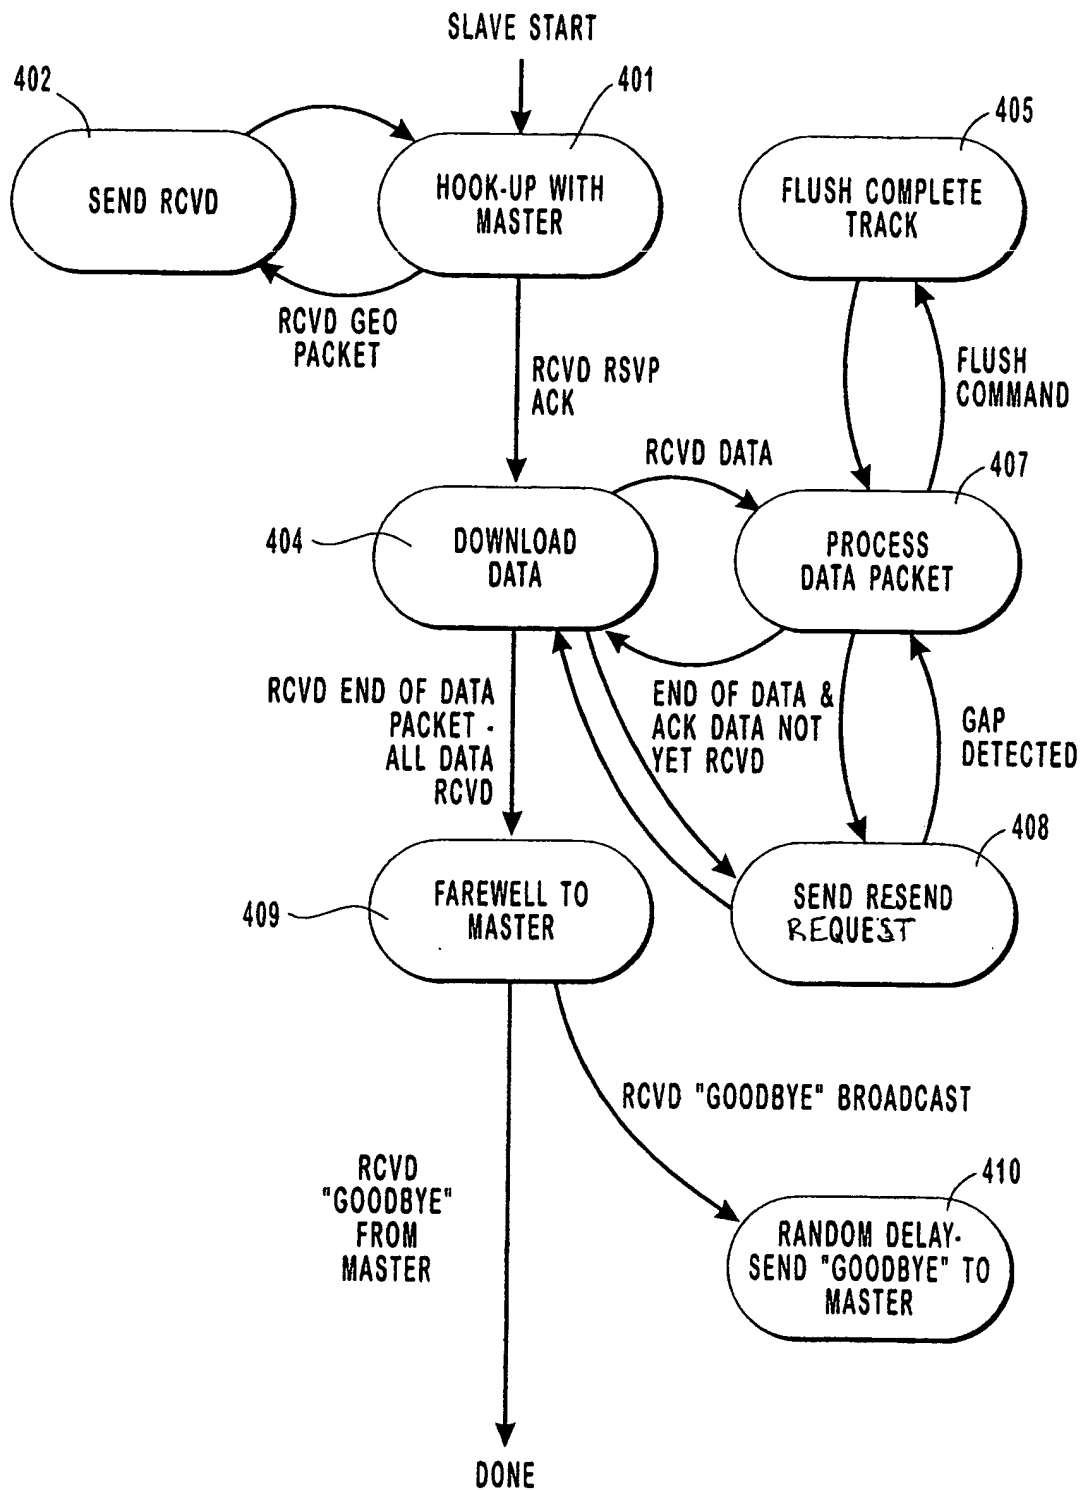 SLAVE START
402
401
405
SEND RCVD
HOOK-UP WITH
MASTER
FLUSH COMPLETE
TRACK
RCVD GEO
PACKET
RCVD RSVP
ACK
FLUSH
COMMAND
RCVD DATA
407
404
DOWNLOAD
DATA
PROCESS
DATA PACKET
RCVD END OF DATA
PACKET -
ALL DATA
RCVD
END OF DATA &
ACK DATA NOT
YET RCVD
GAP
DETECTED
408
409
FAREWELL TO
MASTER
SEND RESEND
REQUEST
RCVD "GOODBYE" BROADCAST
RCVD
"GOODBYE"
FROM
MASTER
410
RANDOM DELAY-
SEND "GOODBYE" TO
MASTER
DONE